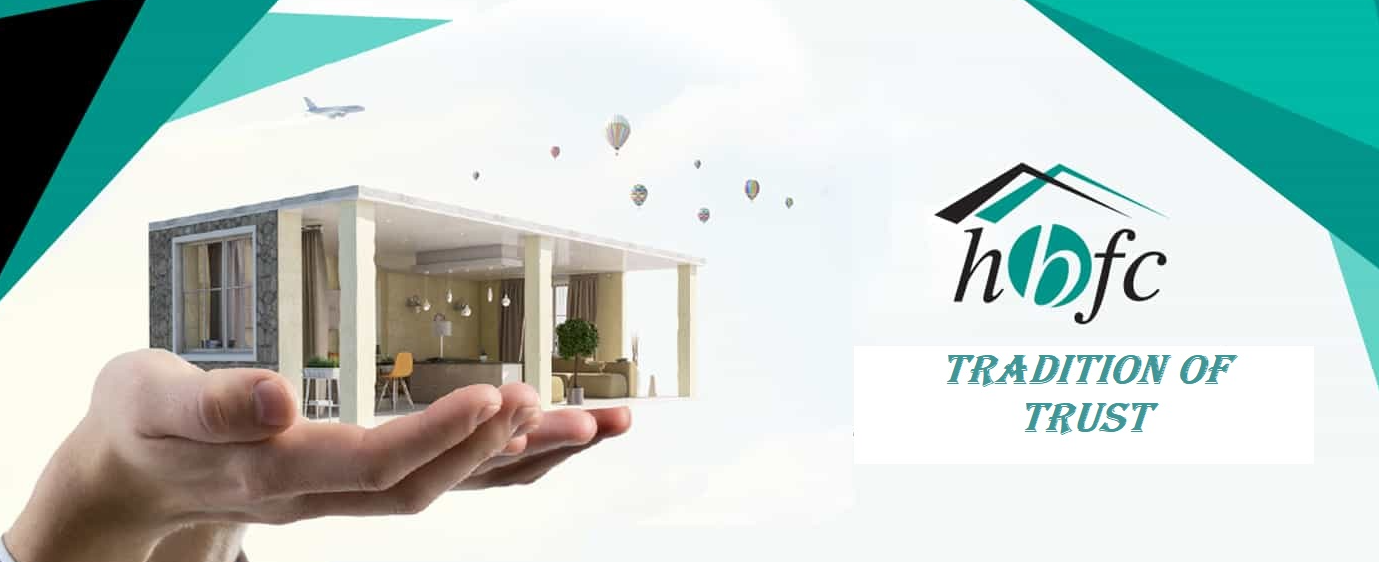 hbfc
TRADITION OF
TRUST